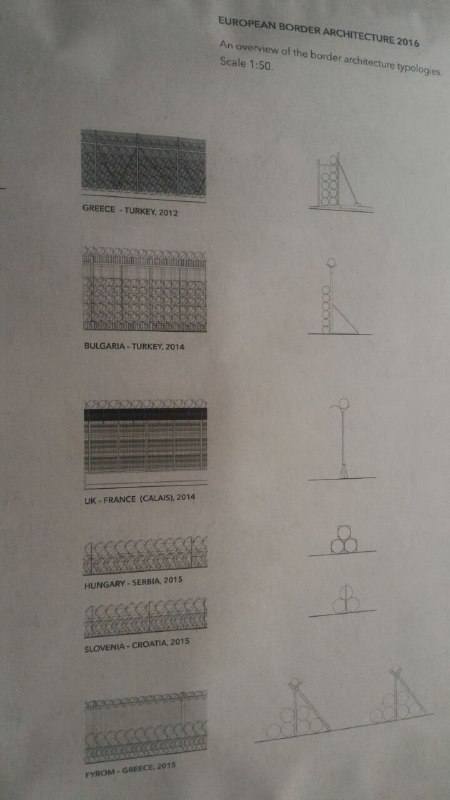 EUROPEAN BORDER ARCHITECTURE 2016
An overview of the border architecture typologies.
Scale 1:50.
GREECE - TURKEY, 2012
BULGARIA - TURKEY, 2014
UK - FRANCE (CALAIS), 2014
HUNGARY - SERBIA, 2015
SLOVENIA - CROATIA, 2015
FYROM - GREECE, 2015